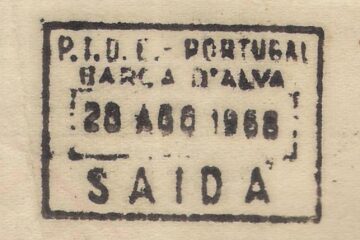 P.I.D.E. - PORTUGAL
BARCA D'ALVA
28 AGO 1968
SAIDA